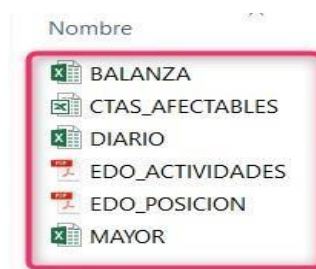 Nombre
BALANZA
CTAS_AFECTABLES
DIARIO
EDO_ACTIVIDADES
EDO_POSICION
MAYOR